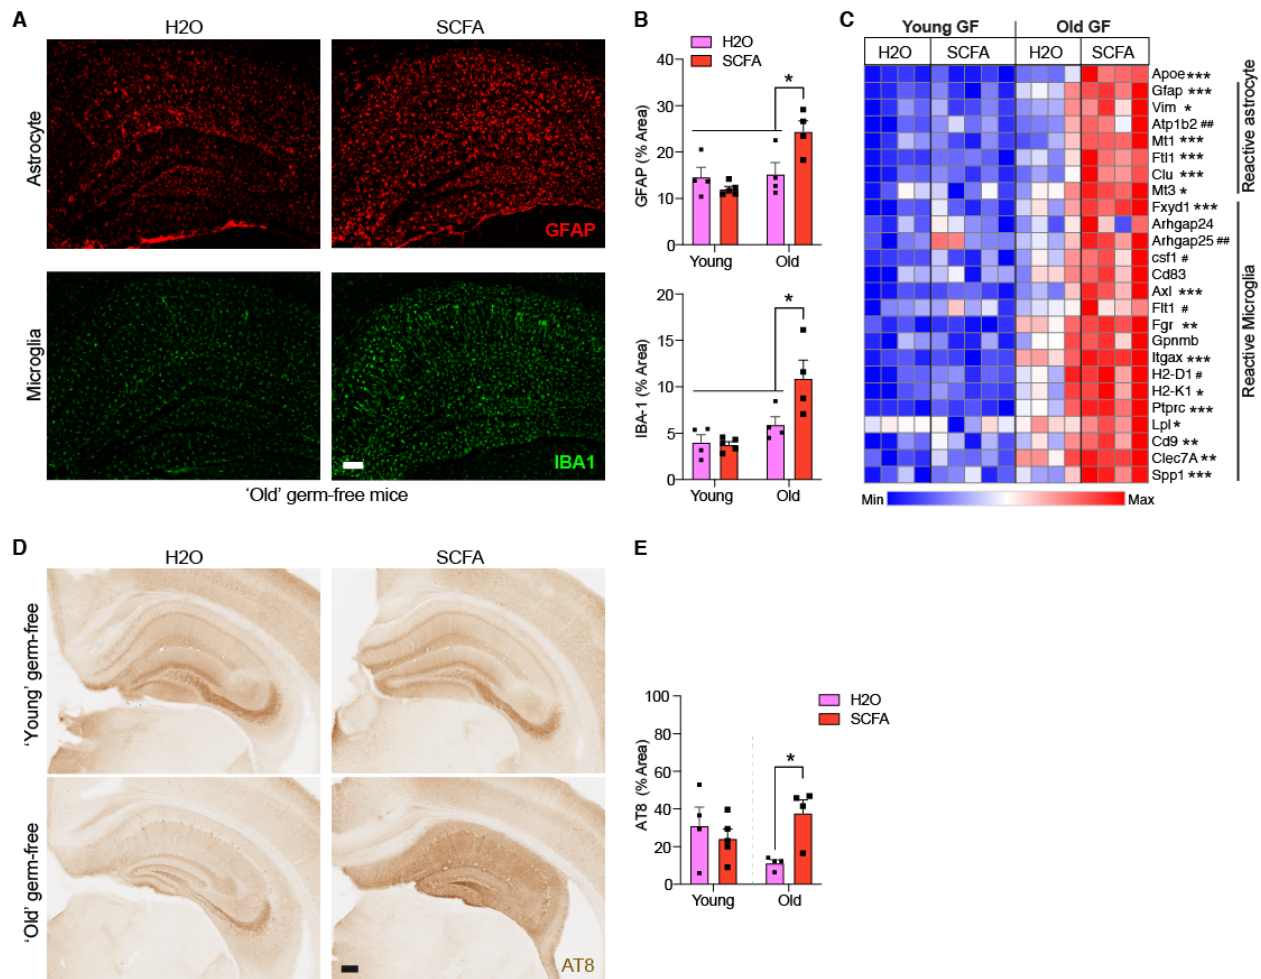 A
H2O
SCFA
Astrocyte
GFAP
Microglia
IBA1
'Old' germ-free mice
B
H2O
SCFA
GFAP (% Area)
40
30
20
10
0
*
Young
Old
IBA-1 (% Area)
20
15
10
5
0
*
Young
Old
C
Young GF
Old GF
H2O
SCFA
H2O
SCFA
Apoe***
Gfap ***
Vim *
Atp1b2 ##
Mt1 ***
Ftl1 ***
Clu ***
Mt3 *
Fxyd1 ***
Arhgap24
Arhgap25 ##
csf1 #
Cd83
Axl ***
Flt1 #
Fgr **
Gpnmb
Itgax ***
H2-D1 #
H2-K1 *
Ptprc ***
Lpl *
Cd9 **
Clec7A **
Spp1 ***
Reactive astrocyte
Reactive Microglia
Min
Max
D
H2O
SCFA
'Young' germ-free
'Old' germ-free
AT8
E
H2O
SCFA
AT8 (% Area)
100
80
60
40
20
0
*
Young
Old